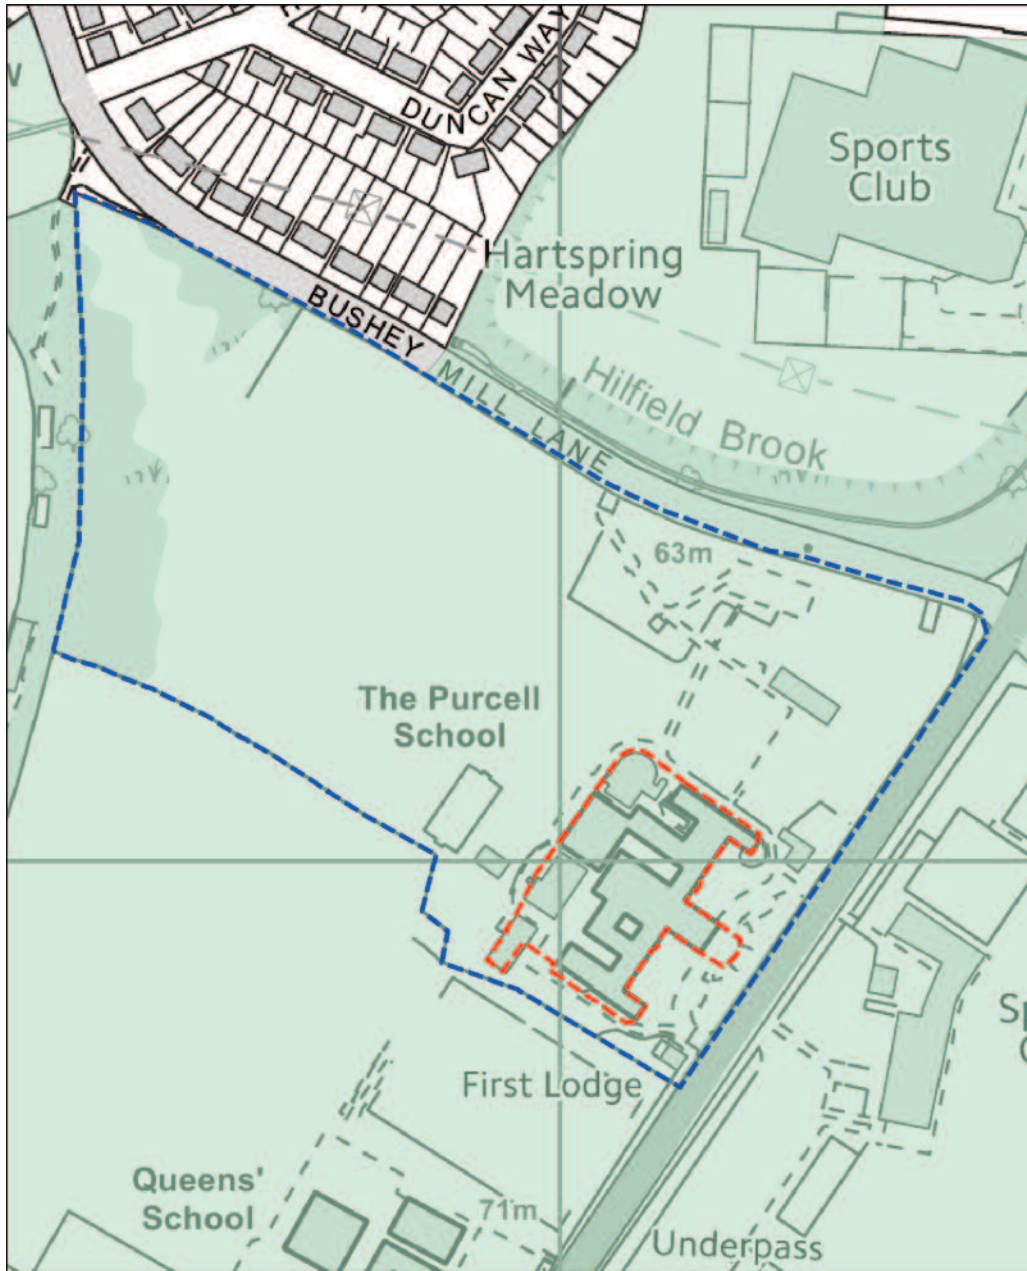 DUNCAN WAY
Sports
Club
Hartspring
Meadow
BUSHEY
MILL LANE
Hilfield Brook
63m
The Purcell
School
First Lodge
Queens'
School
71m
Underpass